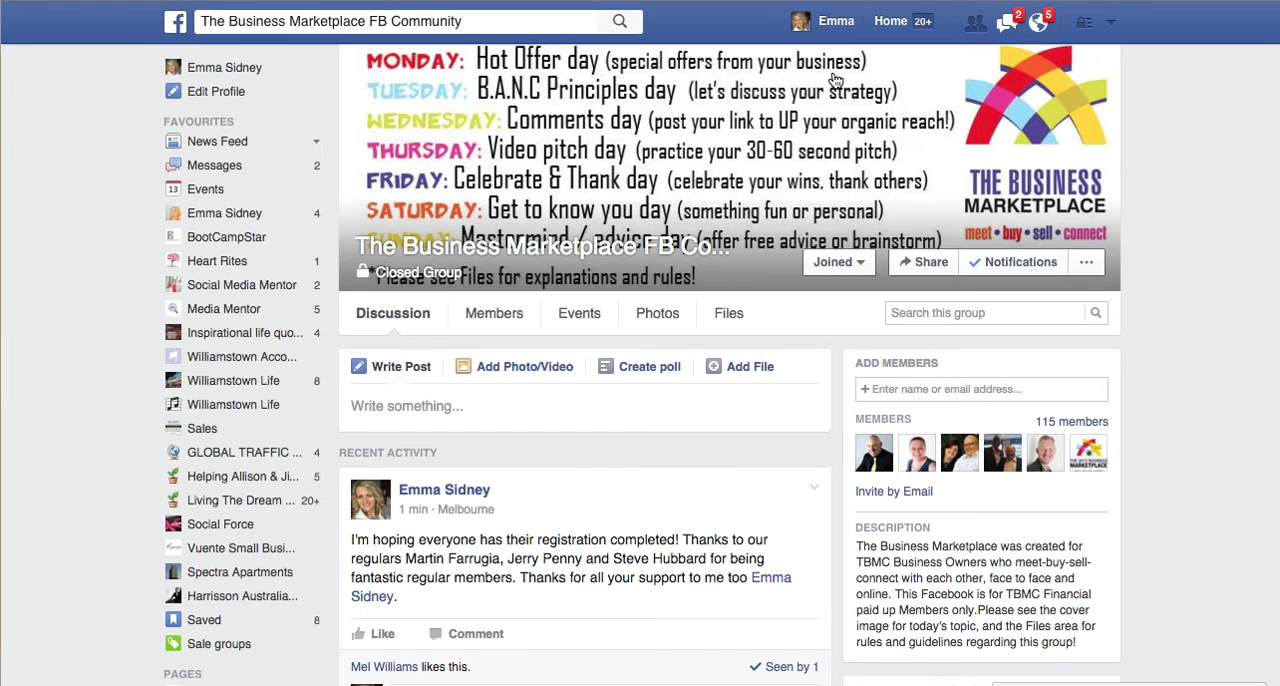 The Business Marketplace FB Community
Emma
Home 20+
2
5
Emma Sidney
Edit Profile
FAVOURITES
News Feed
Messages 2
13 Events
Emma Sidney 4
BootCampStar
Heart Rites 1
Social Media Mentor 2
Media Mentor 5
Inspirational life quo... 4
Williamstown Acco...
Williamstown Life 8
Williamstown Life
Sales
GLOBAL TRAFFIC ... 4
Helping Allison & Ji... 5
Living The Dream ... 20+
Social Force
Vuente Small Busi...
Spectra Apartments
Harrisson Australia...
Saved 8
Sale groups
PAGES
MONDAY: Hot Offer day (special offers from your business)
TUESDAY: B.A.N.C Principles day (let's discuss your strategy)
WEDNESDAY: Comments day (post your link to UP your organic reach!)
THURSDAY: Video pitch day (practice your 30-60 second pitch)
FRIDAY: Celebrate & Thank day (celebrate your wins, thank others)
SATURDAY: Get to know you day (something fun or personal)
SUNDAY: Mastermind / advice day (offer free advice or brainstorm)
*Please see Files for explanations and rules!
THE BUSINESS
MARKETPLACE
meet • buy • sell • connect
The Business Marketplace FB Co...
Closed Group
Joined
Share
Notifications
...
Discussion
Members
Events
Photos
Files
Search this group
Write Post
Add Photo/Video
Create poll
Add File
Write something...
RECENT ACTIVITY
Emma Sidney
1 min · Melbourne
I'm hoping everyone has their registration completed! Thanks to our
regulars Martin Farrugia, Jerry Penny and Steve Hubbard for being
fantastic regular members. Thanks for all your support to me too Emma
Sidney.
Like
Comment
Mel Williams likes this.
Seen by 1
ADD MEMBERS
+ Enter name or email address...
MEMBERS
115 members
Invite by Email
DESCRIPTION
The Business Marketplace was created for
TBMC Business Owners who meet-buy-sell-
connect with each other, face to face and
online. This Facebook is for TBMC Financial
paid up Members only.Please see the cover
image for today's topic, and the Files area for
rules and guidelines regarding this group!